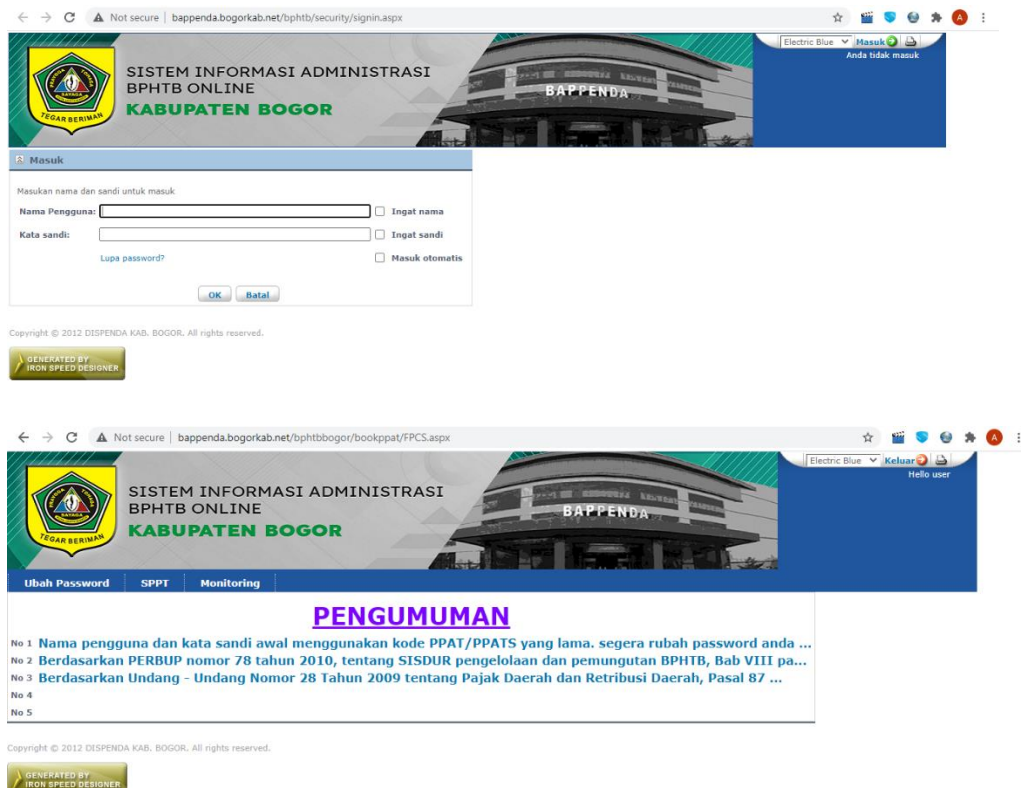 Not secure | bappenda.bogorkab.net/bphtb/security/signin.aspx
A
Electric Blue Masuk
Anda tidak masuk
SISTEM INFORMASI ADMINISTRASI
BPHTB ONLINE
KABUPATEN BOGOR
BAPPENDA
TEGAR BERIMAN
Masuk
Masukan nama dan sandi untuk masuk
Nama Pengguna: Ingat nama
Kata sandi: Ingat sandi
Lupa password? Masuk otomatis
OK Batal
Copyright © 2012 DISPENDA KAB. BOGOR. All rights reserved.
GENERATED BY
IRON SPEED DESIGNER
Not secure | bappenda.bogorkab.net/bphtbbogor/bookppat/FPCS.aspx
A
Electric Blue Keluar
Hello user
SISTEM INFORMASI ADMINISTRASI
BPHTB ONLINE
KABUPATEN BOGOR
BAPPENDA
TEGAR BERIMAN
Ubah Password SPPT Monitoring
PENGUMUMAN
No 1 Nama pengguna dan kata sandi awal menggunakan kode PPAT/PPATS yang lama. segera rubah password anda ...
No 2 Berdasarkan PERBUP nomor 78 tahun 2010, tentang SISDUR pengelolaan dan pemungutan BPHTB, Bab VIII pa...
No 3 Berdasarkan Undang - Undang Nomor 28 Tahun 2009 tentang Pajak Daerah dan Retribusi Daerah, Pasal 87 ...
No 4
No 5
Copyright © 2012 DISPENDA KAB. BOGOR. All rights reserved.
GENERATED BY
IRON SPEED DESIGNER